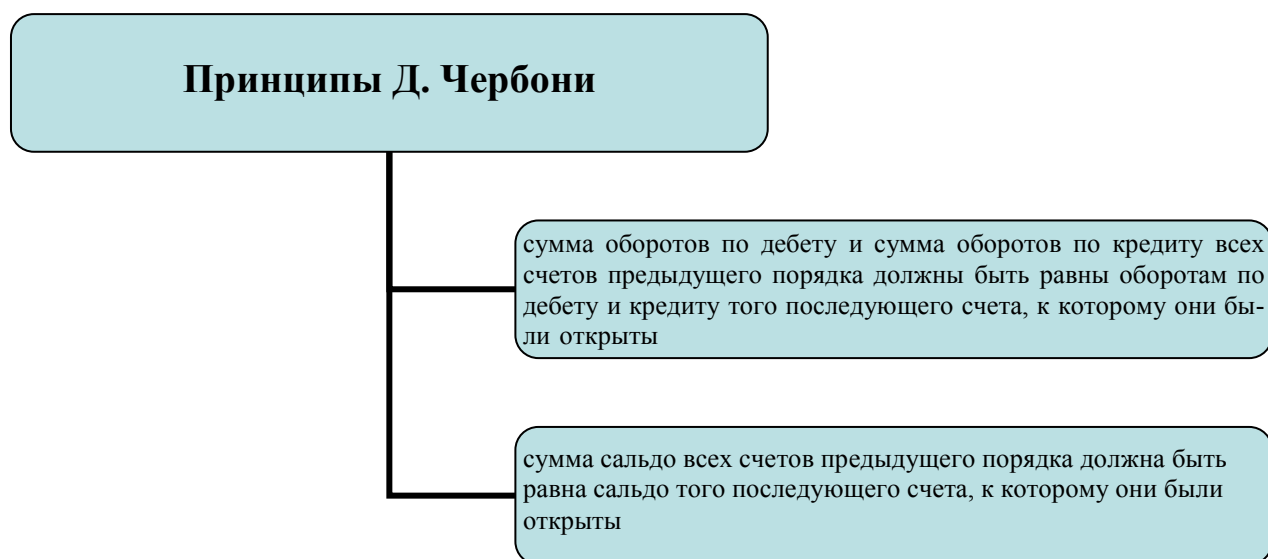 Принципы Д. Чербони
сумма оборотов по дебету и сумма оборотов по кредиту всех
счетов предыдущего порядка должны быть равны оборотам по
дебету и кредиту того последующего счета, к которому они бы-
ли открыты
сумма сальдо всех счетов предыдущего порядка должна быть
равна сальдо того последующего счета, к которому они были
открыты